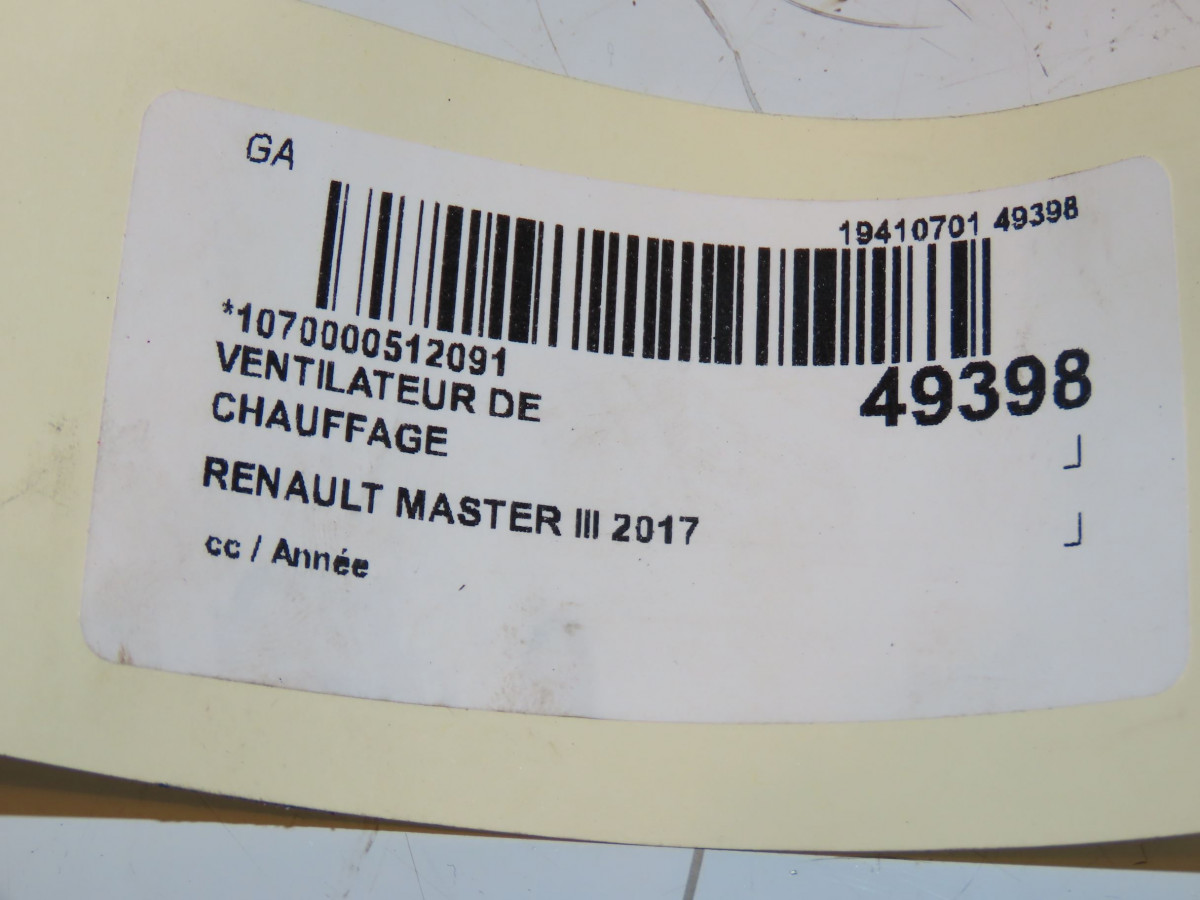 GA
19410701 49398
*1070000512091
VENTILATEUR DE
CHAUFFAGE
49398
RENAULT MASTER III 2017
cc / Année